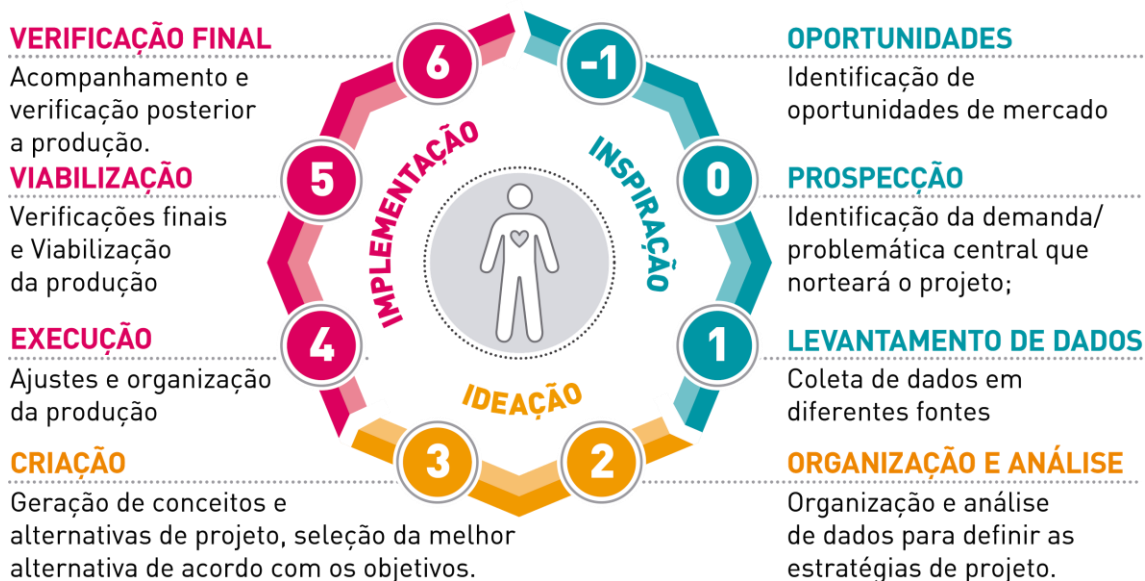 VERIFICAÇÃO FINAL
Acompanhamento e
verificação posterior
a produção.
VIABILIZAÇÃO
Verificações finais
e Viabilização
da produção
EXECUÇÃO
Ajustes e organização
da produção
CRIAÇÃO
Geração de conceitos e
alternativas de projeto, seleção da melhor
alternativa de acordo com os objetivos.
6
5
4
3
IMPLEMENTAÇÃO
INSPIRAÇÃO
IDEAÇÃO
-1
0
1
2
OPORTUNIDADES
Identificação de
oportunidades de mercado
PROSPECÇÃO
Identificação da demanda/
problemática central que
norteará o projeto;
LEVANTAMENTO DE DADOS
Coleta de dados em
diferentes fontes
ORGANIZAÇÃO E ANÁLISE
Organização e análise
de dados para definir as
estratégias de projeto.